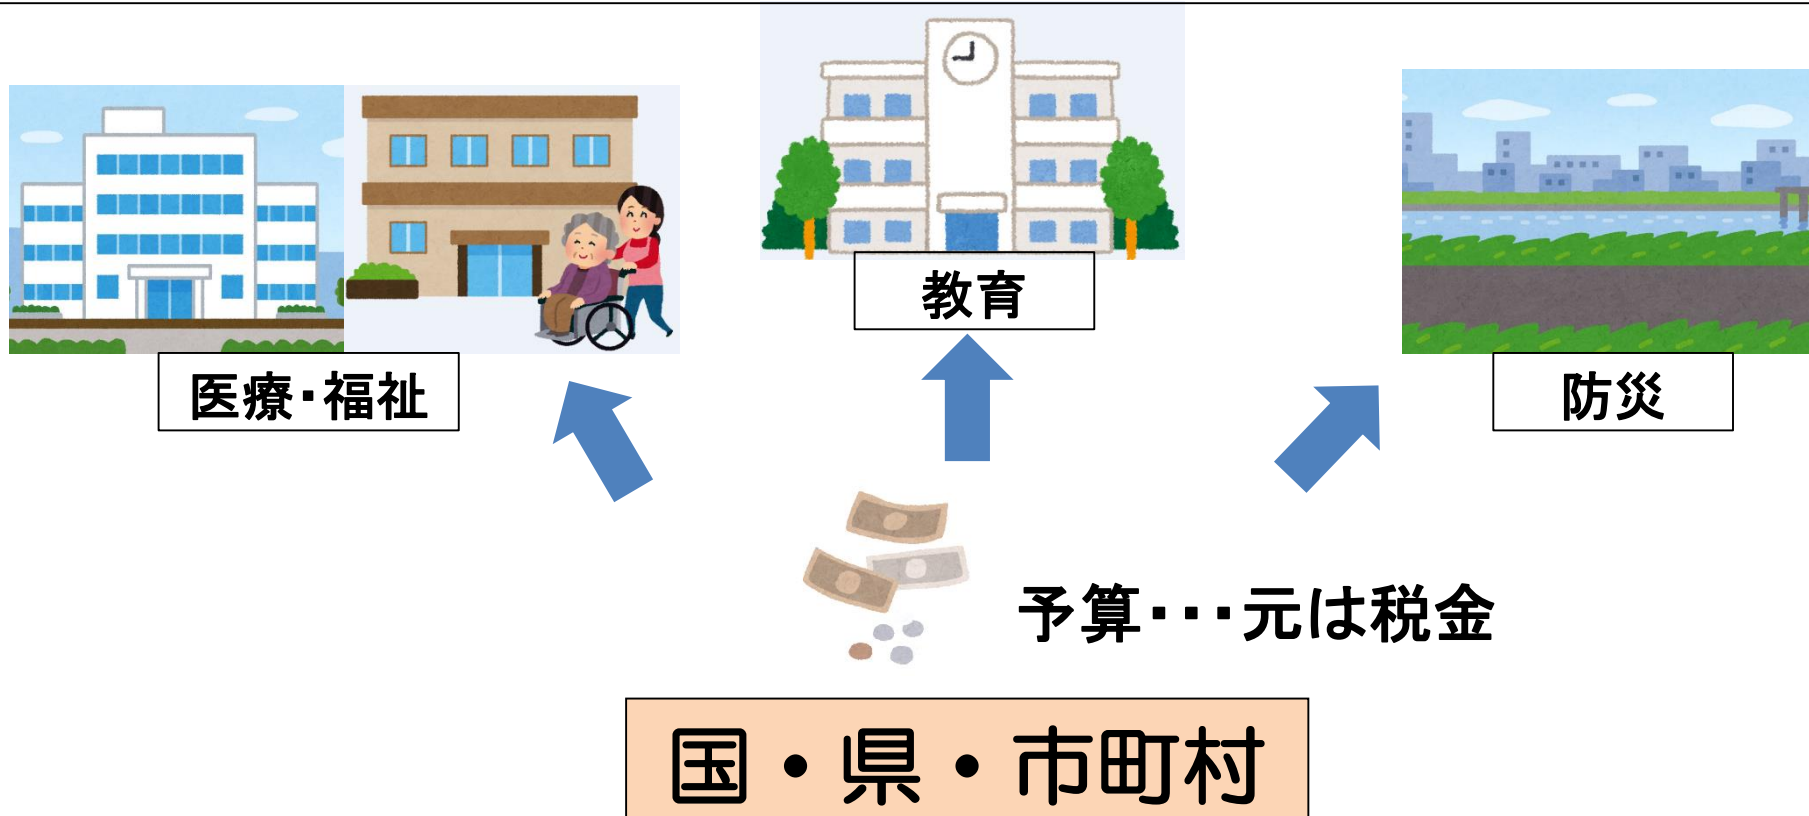 教育
医療・福祉
防災
予算・・・元は税金
国・県・市町村